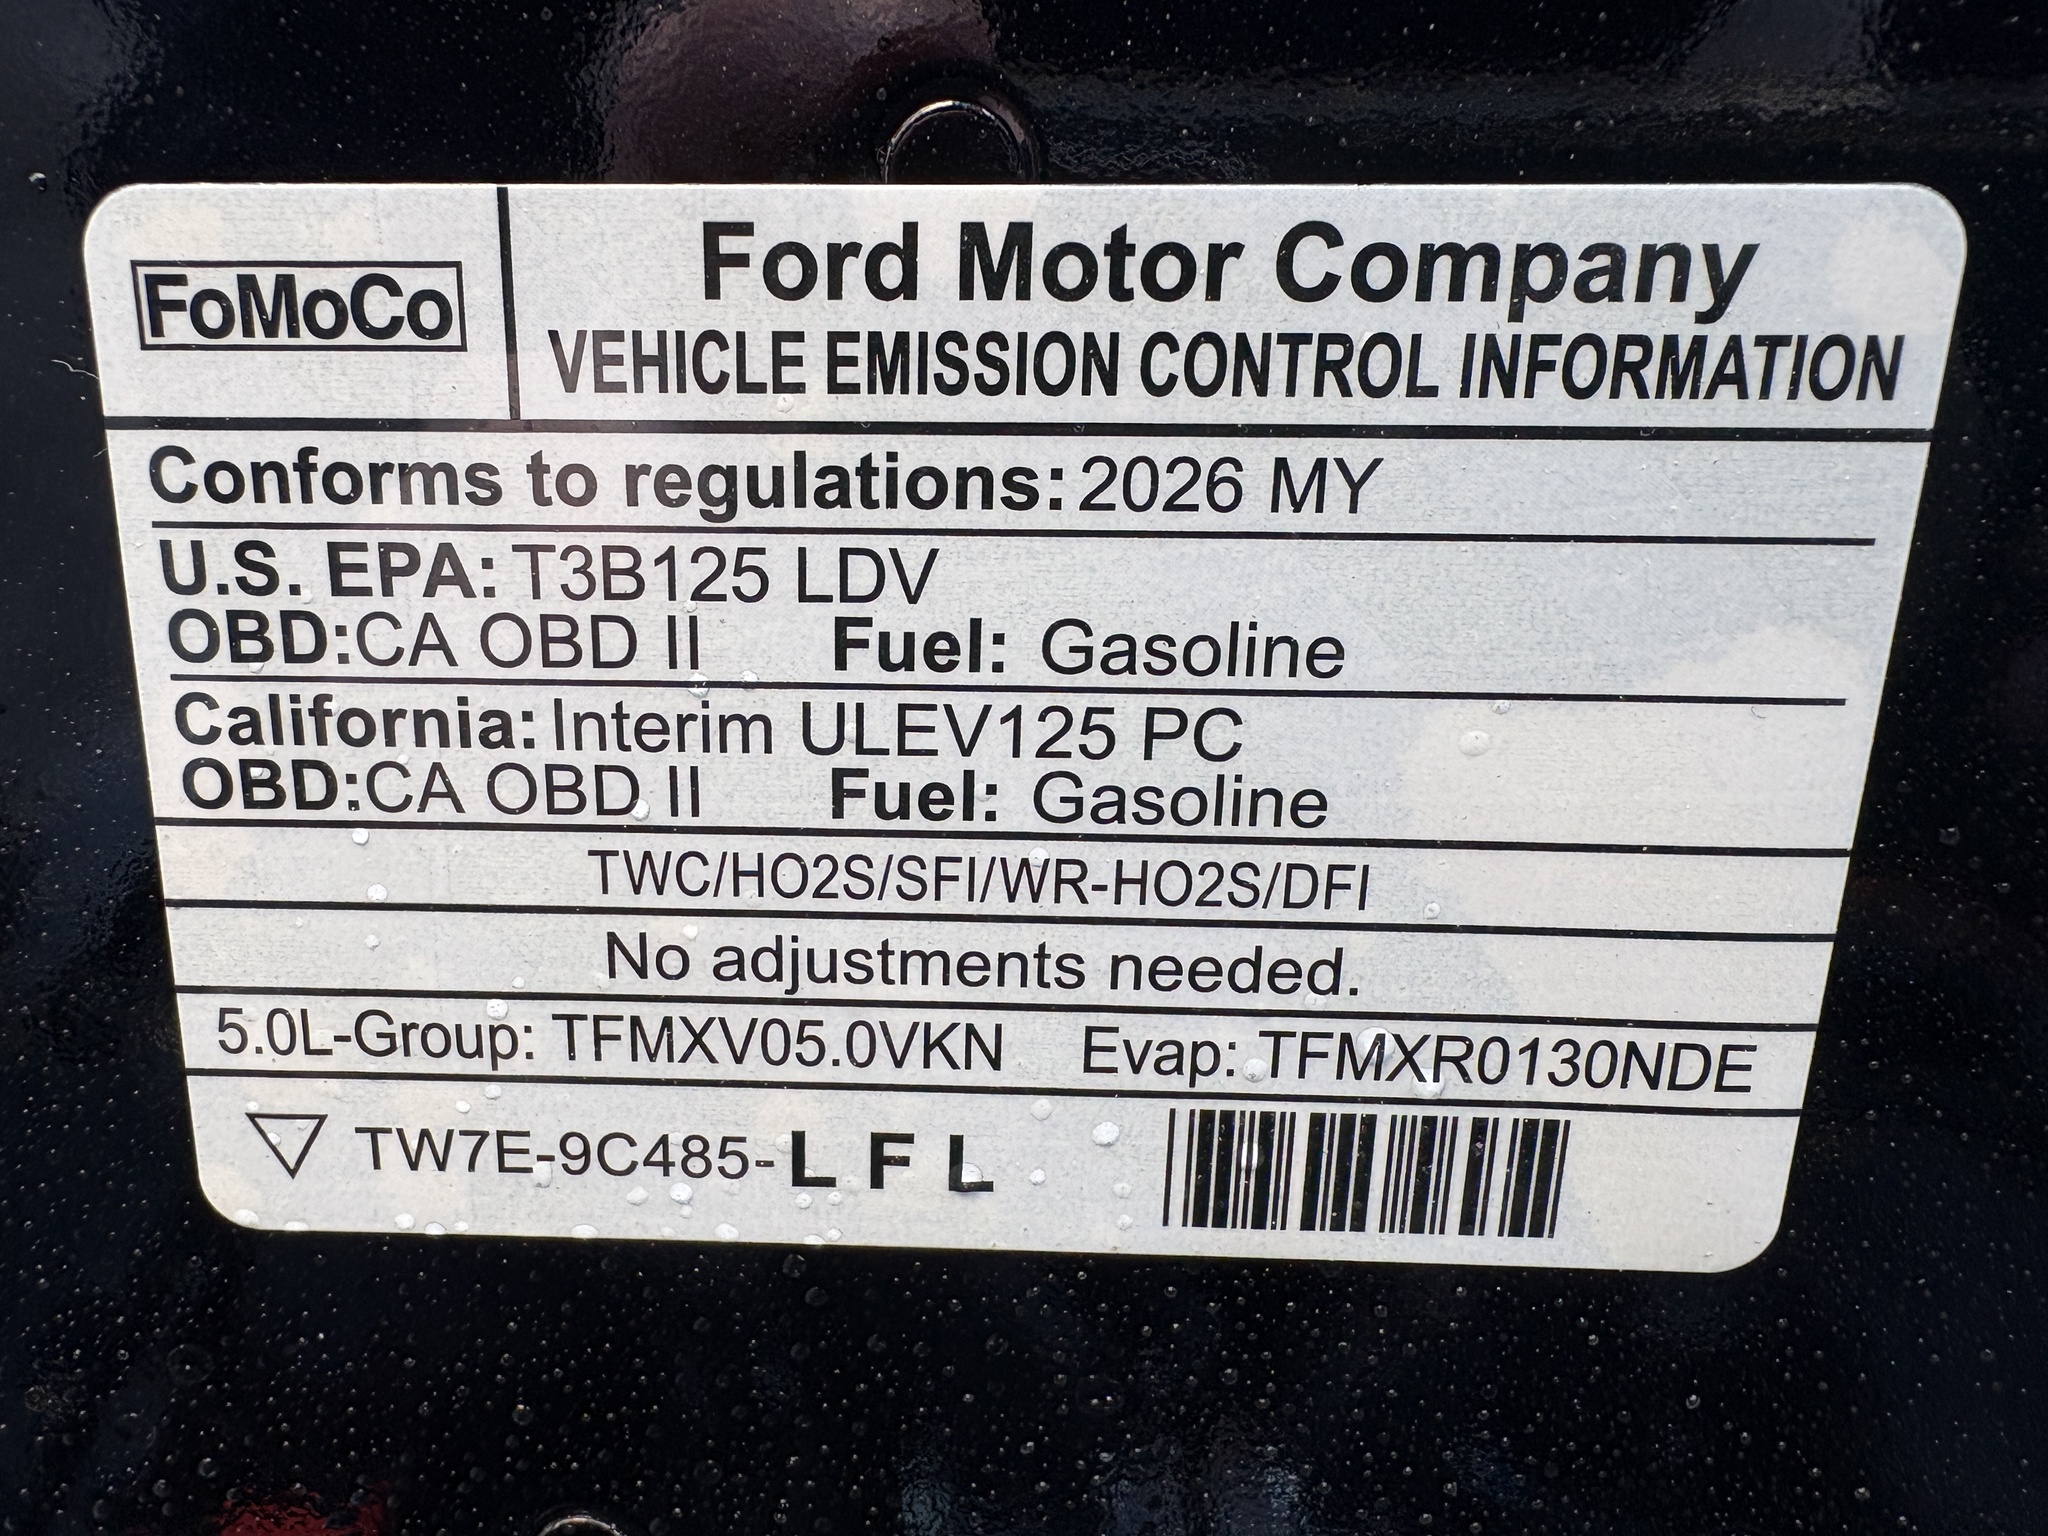 FoMoCo
Ford Motor Company
VEHICLE EMISSION CONTROL INFORMATION
Conforms to regulations: 2026 MY
U.S. EPA: T3B125 LDV
OBD: CA OBD II Fuel: Gasoline
California: Interim ULEV125 PC
OBD: CA OBD II Fuel: Gasoline
TWC/HO2S/SFI/WR-HO2S/DFI
No adjustments needed.
5.0L-Group: TFMXV05.0VKN Evap: TFMXR0130NDE
TW7E-9C485-L F L